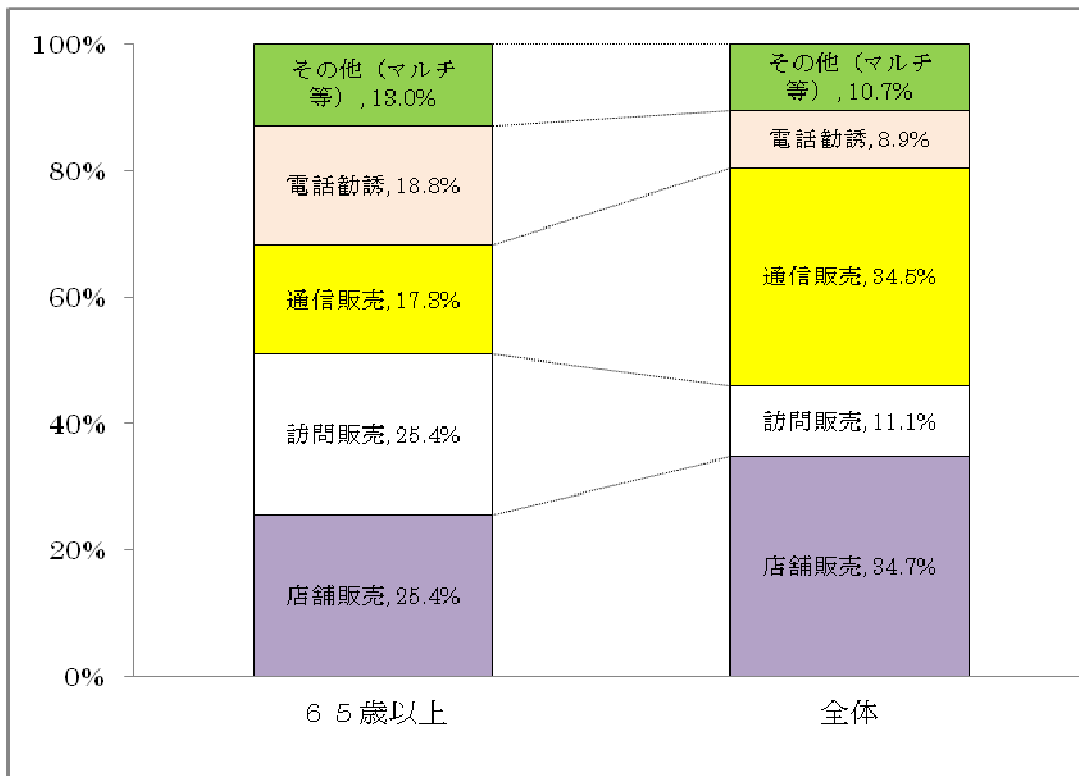 100%
80%
60%
40%
20%
0%
その他（マルチ
等）, 13.0%
電話勧誘, 18.8%
通信販売, 17.3%
訪問販売, 25.4%
店舗販売, 25.4%
その他（マルチ
等）, 10.7%
電話勧誘, 8.9%
通信販売, 34.5%
訪問販売, 11.1%
店舗販売, 34.7%
６５歳以上
全体